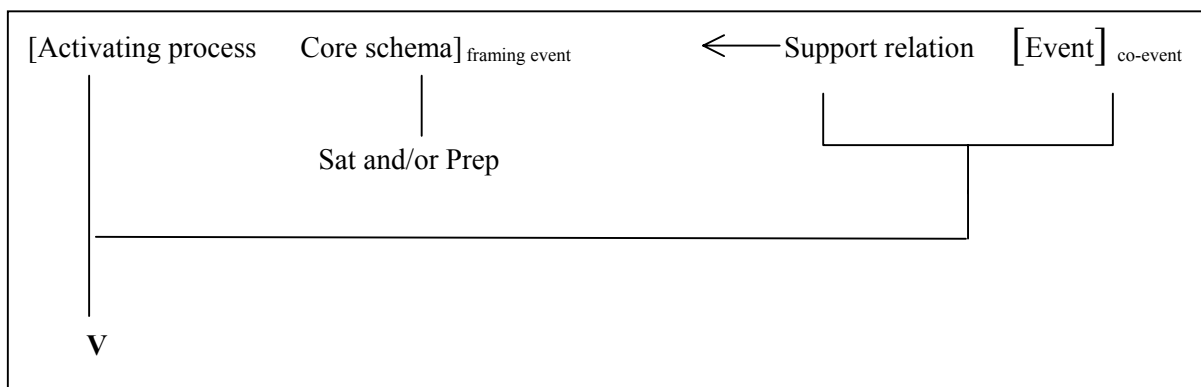 [Activating process Core schema] framing event Support relation [Event] co-event
Sat and/or Prep
V